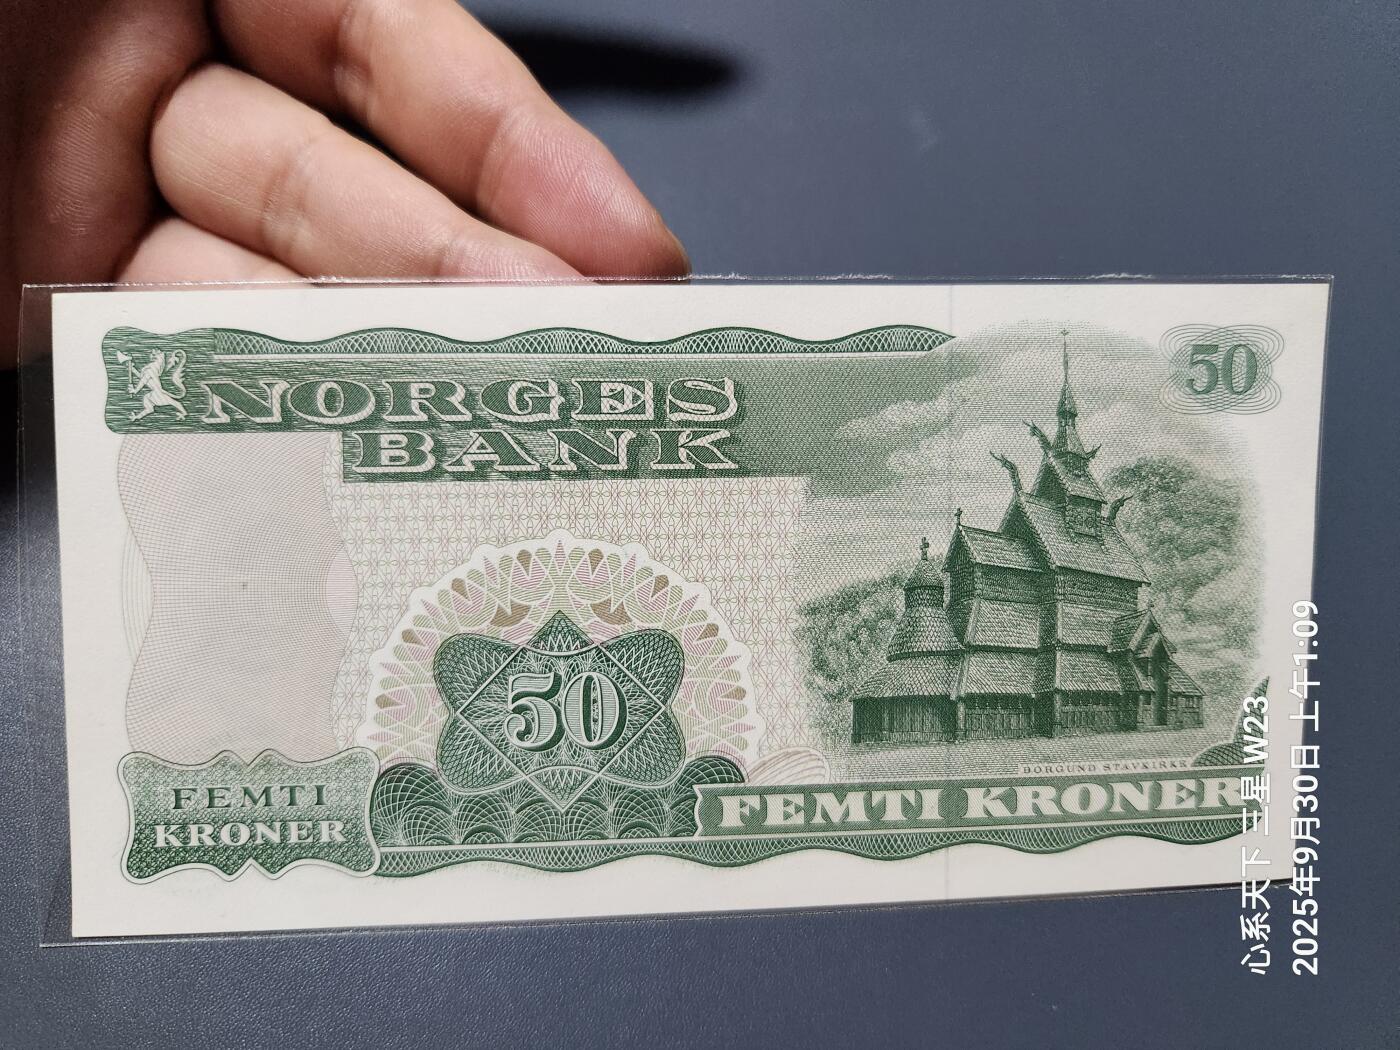 NORGES
BANK
50
50
BORGUND STAVKIRKE
FEMTI
KRONER
FEMTI KRONER
心系天下 三星 W23
2025年9月30日 上午1:09